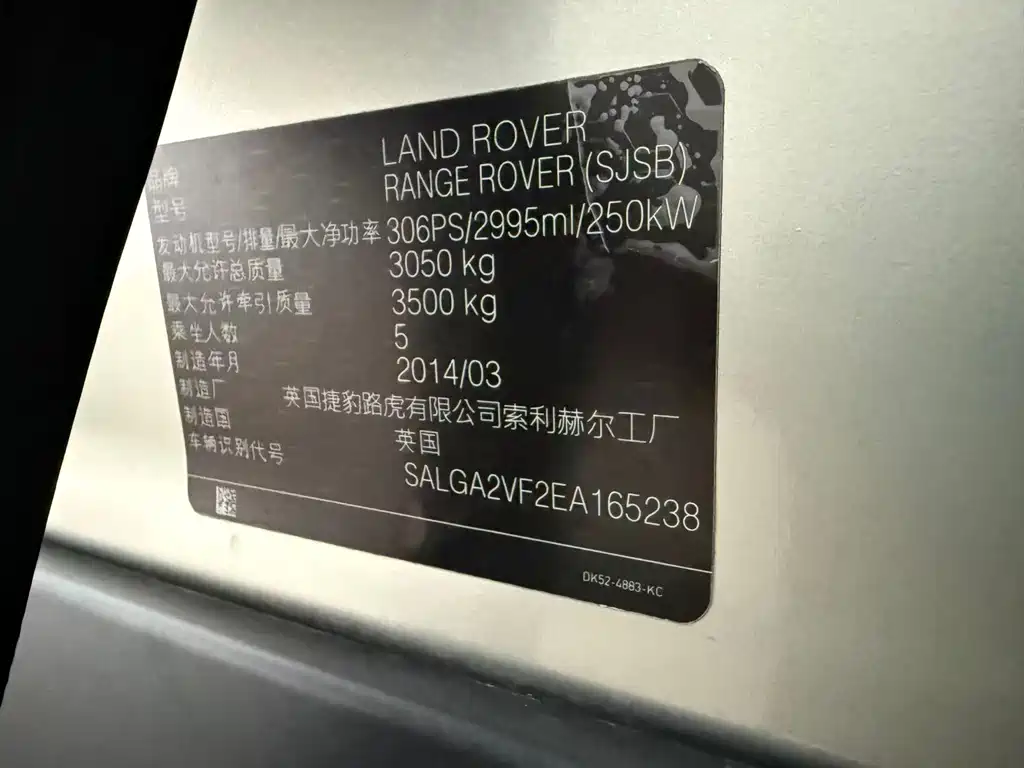 品牌 LAND ROVER
型号 RANGE ROVER (SJSB)
发动机型号/排量/最大净功率 306PS/2995ml/250kW
最大允许总质量 3050 kg
最大允许牵引质量 3500 kg
乘坐人数 5
制造年月 2014/03
制造厂 英国捷豹路虎有限公司索利赫尔工厂
制造国 英国
车辆识别代号 SALGA2VF2EA165238
DK52-4883-KC